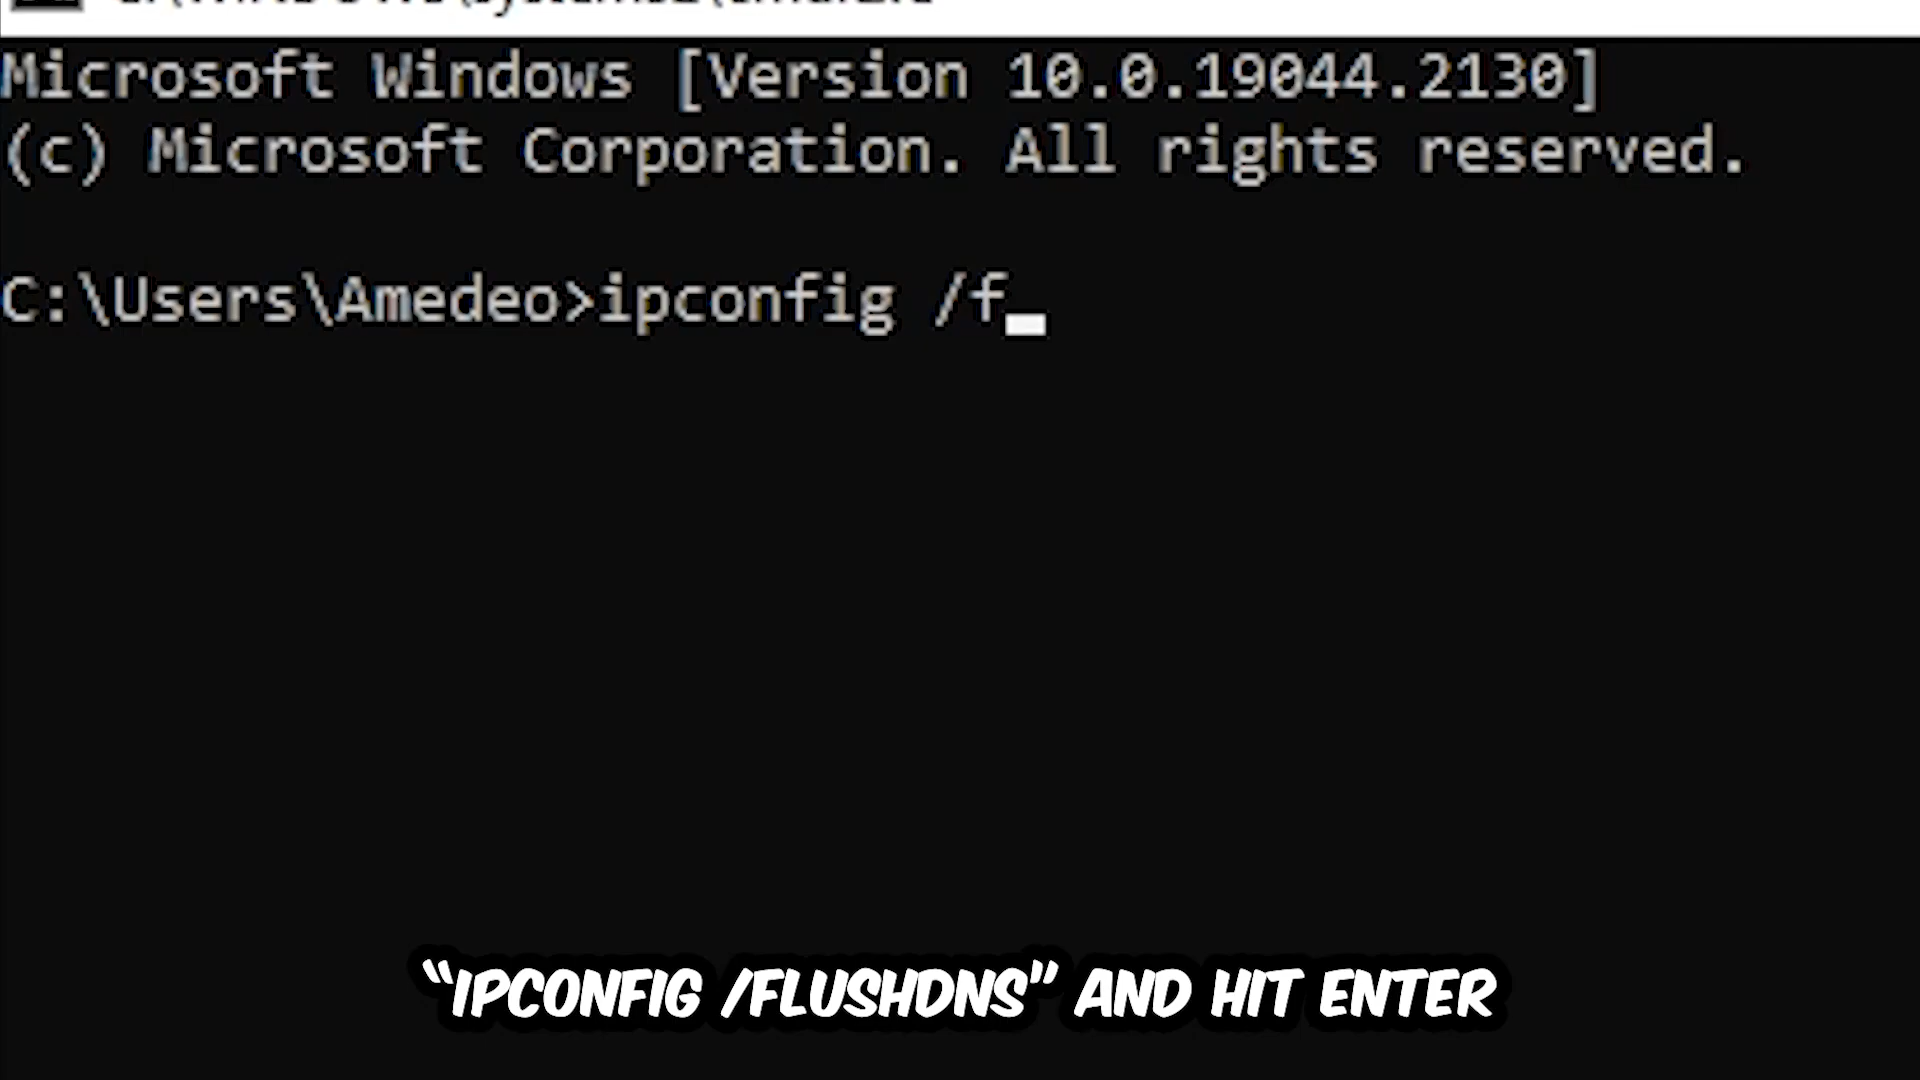 Microsoft Windows [Version 10.0.19044.2130]
(c) Microsoft Corporation. All rights reserved.
C:\Users\Amedeo>ipconfig /f
“IPCONFIG /FLUSHDNS” AND HIT ENTER